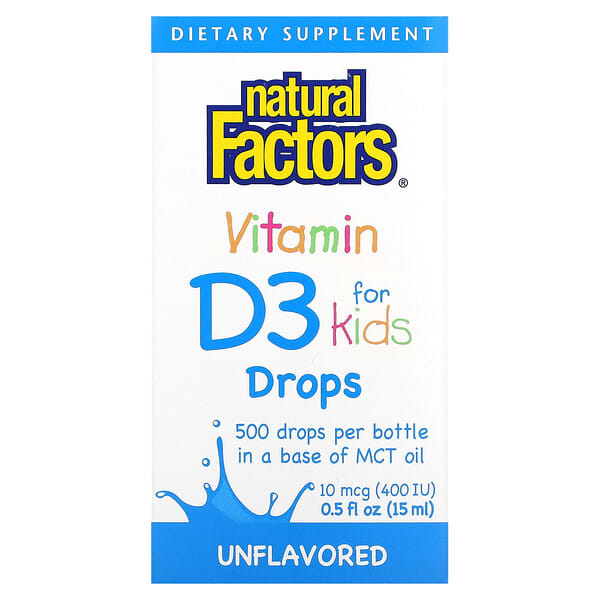 DIETARY SUPPLEMENT
natural
Factors®
Vitamin
D3 for kids
Drops
500 drops per bottle
in a base of MCT oil
10 mcg (400 IU)
0.5 fl oz (15 ml)
UNFLAVORED